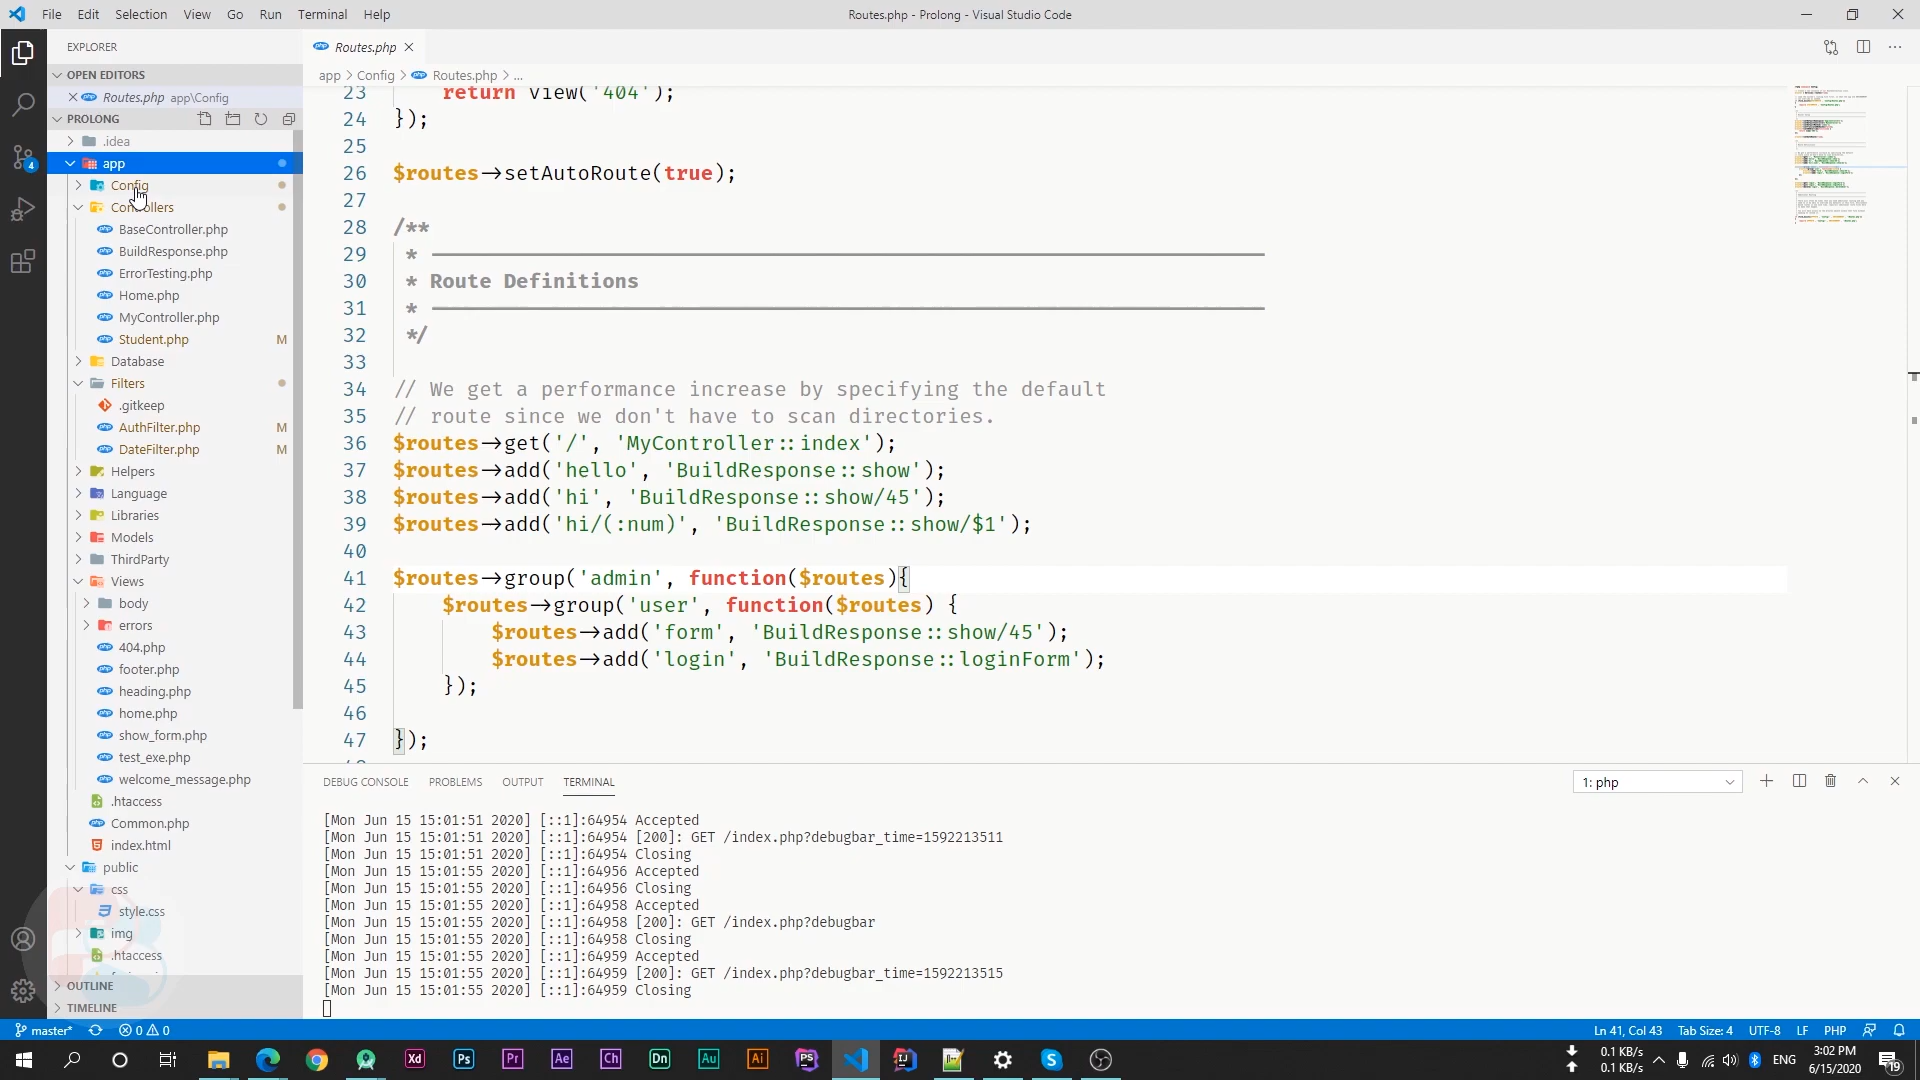 File Edit Selection View Go Run Terminal Help
Routes.php - Prolong - Visual Studio Code
EXPLORER
OPEN EDITORS
Routes.php app\Config
PROLONG
.idea
app
Config
Controllers
BaseController.php
BuildResponse.php
ErrorTesting.php
Home.php
MyController.php
Student.php M
Database
Filters
.gitkeep
AuthFilter.php M
DateFilter.php M
Helpers
Language
Libraries
Models
ThirdParty
Views
body
errors
404.php
footer.php
heading.php
home.php
show_form.php
test_exe.php
welcome_message.php
.htaccess
Common.php
index.html
public
css
style.css
img
.htaccess
OUTLINE
TIMELINE
4
Routes.php
app > Config > Routes.php > ...
23 return view('404');
24 });
25
26 $routes->setAutoRoute(true);
27
28 /**
29 * --------------------------------------------------------------------
30 * Route Definitions
31 * --------------------------------------------------------------------
32 */
33
34 // We get a performance increase by specifying the default
35 // route since we don't have to scan directories.
36 $routes->get('/', 'MyController::index');
37 $routes->add('hello', 'BuildResponse::show');
38 $routes->add('hi', 'BuildResponse::show/45');
39 $routes->add('hi/(:num)', 'BuildResponse::show/$1');
40
41 $routes->group('admin', function($routes){
42 $routes->group('user', function($routes) {
43 $routes->add('form', 'BuildResponse::show/45');
44 $routes->add('login', 'BuildResponse::loginForm');
45 });
46
47 });
DEBUG CONSOLE PROBLEMS OUTPUT TERMINAL
1: php
[Mon Jun 15 15:01:51 2020] [::1]:64954 Accepted
[Mon Jun 15 15:01:51 2020] [::1]:64954 [200]: GET /index.php?debugbar_time=1592213511
[Mon Jun 15 15:01:51 2020] [::1]:64954 Closing
[Mon Jun 15 15:01:55 2020] [::1]:64956 Accepted
[Mon Jun 15 15:01:55 2020] [::1]:64956 Closing
[Mon Jun 15 15:01:55 2020] [::1]:64958 Accepted
[Mon Jun 15 15:01:55 2020] [::1]:64958 [200]: GET /index.php?debugbar
[Mon Jun 15 15:01:55 2020] [::1]:64958 Closing
[Mon Jun 15 15:01:55 2020] [::1]:64959 Accepted
[Mon Jun 15 15:01:55 2020] [::1]:64959 [200]: GET /index.php?debugbar_time=1592213515
[Mon Jun 15 15:01:55 2020] [::1]:64959 Closing
master* 0 0
Ln 41, Col 43 Tab Size: 4 UTF-8 LF PHP
Xd Ps Pr Ae Ch Dn Au Ai PS IJ
0.1 KB/s
0.1 KB/s
ENG
3:02 PM
6/15/2020
19